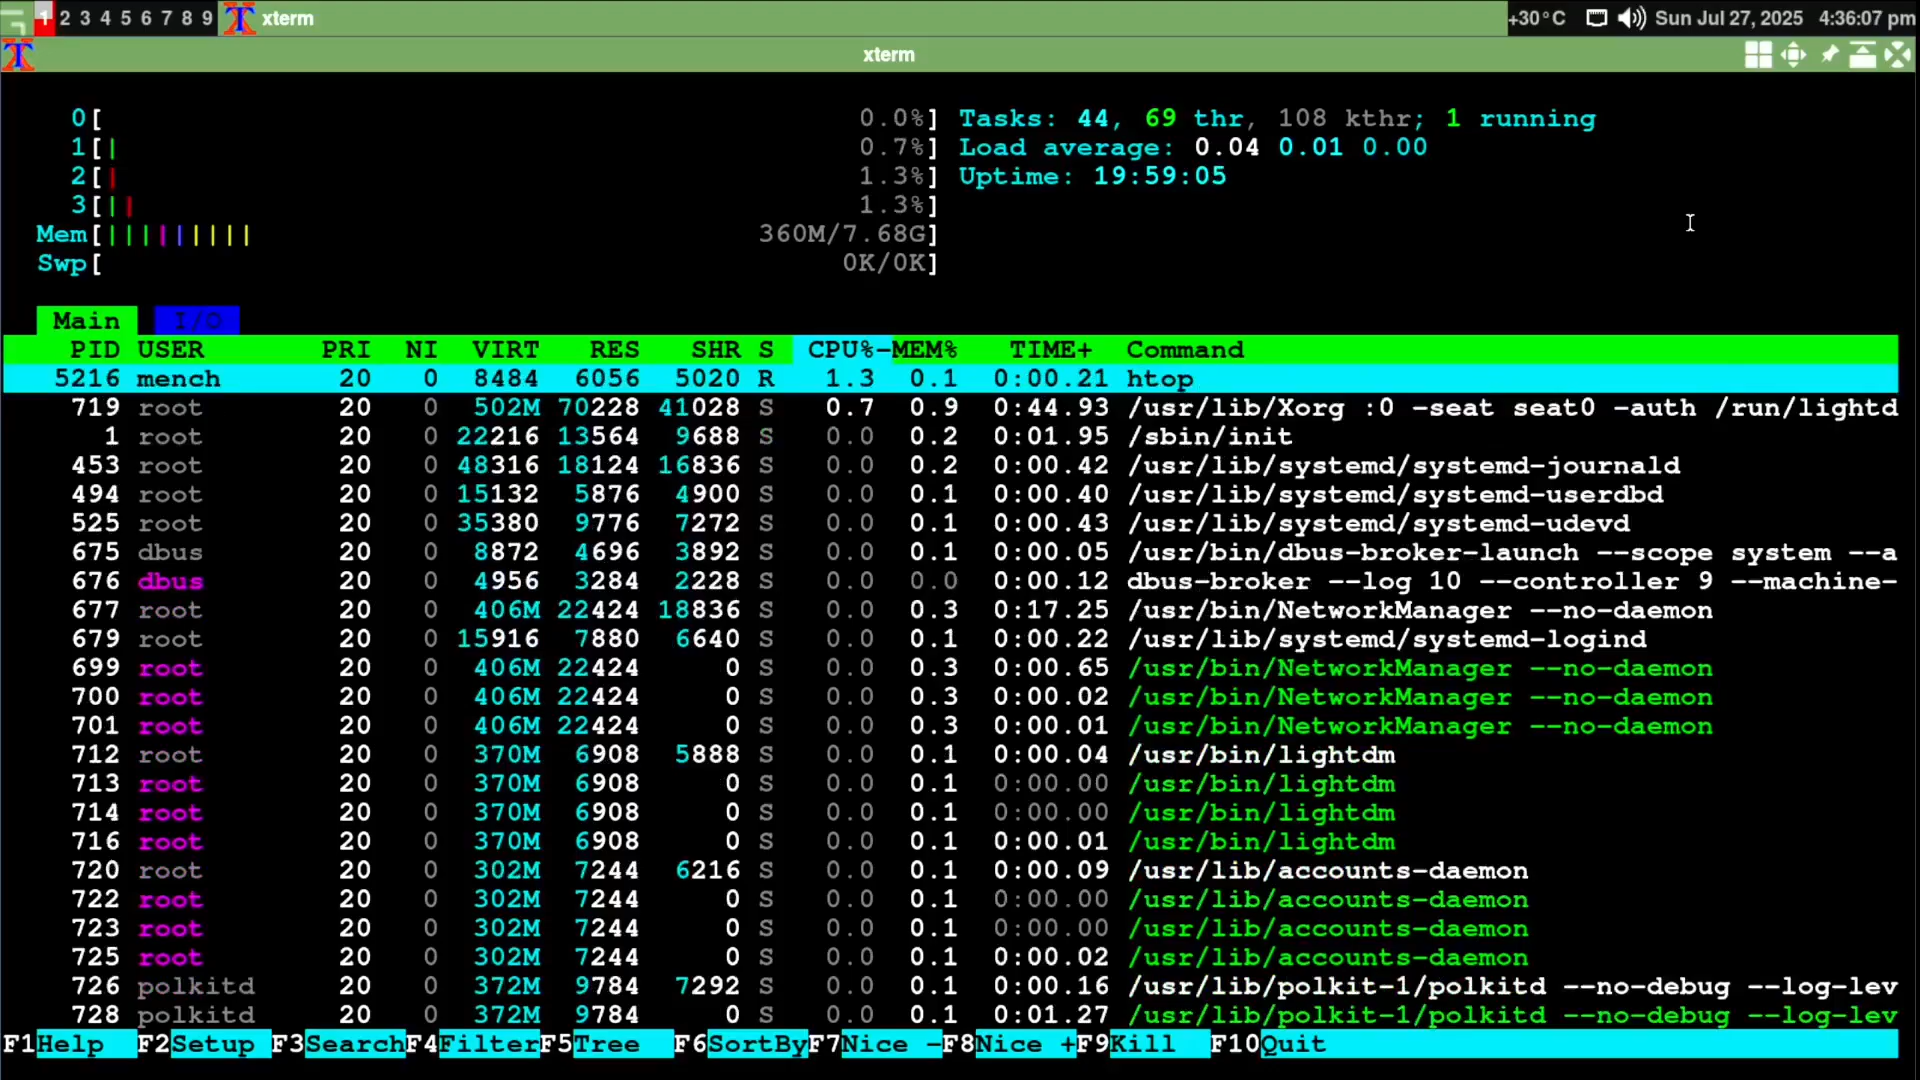 1 2 3 4 5 6 7 8 9 xterm +30°C Sun Jul 27, 2025 4:36:07 pm
xterm
0[ 0.0%] Tasks: 44, 69 thr, 108 kthr; 1 running
1[| 0.7%] Load average: 0.04 0.01 0.00
2[| 1.3%] Uptime: 19:59:05
3[|| 1.3%]
Mem[||||||||| 360M/7.68G]
Swp[ 0K/0K]
Main I/O
PID USER PRI NI VIRT RES SHR S CPU%-MEM% TIME+ Command
5216 mench 20 0 8484 6056 5020 R 1.3 0.1 0:00.21 htop
719 root 20 0 502M 70228 41028 S 0.7 0.9 0:44.93 /usr/lib/Xorg :0 -seat seat0 -auth /run/lightd
1 root 20 0 22216 13564 9688 S 0.0 0.2 0:01.95 /sbin/init
453 root 20 0 48316 18124 16836 S 0.0 0.2 0:00.42 /usr/lib/systemd/systemd-journald
494 root 20 0 15132 5876 4900 S 0.0 0.1 0:00.40 /usr/lib/systemd/systemd-userdbd
525 root 20 0 35380 9776 7272 S 0.0 0.1 0:00.43 /usr/lib/systemd/systemd-udevd
675 dbus 20 0 8872 4696 3892 S 0.0 0.1 0:00.05 /usr/bin/dbus-broker-launch --scope system --a
676 dbus 20 0 4956 3284 2228 S 0.0 0.0 0:00.12 dbus-broker --log 10 --controller 9 --machine-
677 root 20 0 406M 22424 18836 S 0.0 0.3 0:17.25 /usr/bin/NetworkManager --no-daemon
679 root 20 0 15916 7880 6640 S 0.0 0.1 0:00.22 /usr/lib/systemd/systemd-logind
699 root 20 0 406M 22424 0 S 0.0 0.3 0:00.65 /usr/bin/NetworkManager --no-daemon
700 root 20 0 406M 22424 0 S 0.0 0.3 0:00.02 /usr/bin/NetworkManager --no-daemon
701 root 20 0 406M 22424 0 S 0.0 0.3 0:00.01 /usr/bin/NetworkManager --no-daemon
712 root 20 0 370M 6908 5888 S 0.0 0.1 0:00.04 /usr/bin/lightdm
713 root 20 0 370M 6908 0 S 0.0 0.1 0:00.00 /usr/bin/lightdm
714 root 20 0 370M 6908 0 S 0.0 0.1 0:00.00 /usr/bin/lightdm
716 root 20 0 370M 6908 0 S 0.0 0.1 0:00.01 /usr/bin/lightdm
720 root 20 0 302M 7244 6216 S 0.0 0.1 0:00.09 /usr/lib/accounts-daemon
722 root 20 0 302M 7244 0 S 0.0 0.1 0:00.00 /usr/lib/accounts-daemon
723 root 20 0 302M 7244 0 S 0.0 0.1 0:00.00 /usr/lib/accounts-daemon
725 root 20 0 302M 7244 0 S 0.0 0.1 0:00.02 /usr/lib/accounts-daemon
726 polkitd 20 0 372M 9784 7292 S 0.0 0.1 0:00.16 /usr/lib/polkit-1/polkitd --no-debug --log-lev
728 polkitd 20 0 372M 9784 0 S 0.0 0.1 0:01.27 /usr/lib/polkit-1/polkitd --no-debug --log-lev
F1Help F2Setup F3SearchF4FilterF5Tree F6SortByF7Nice -F8Nice +F9Kill F10Quit